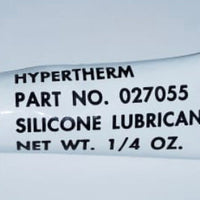 HYPERTHERM
PART NO. 027055
SILICONE LUBRICAN
NET WT. 1/4 OZ.